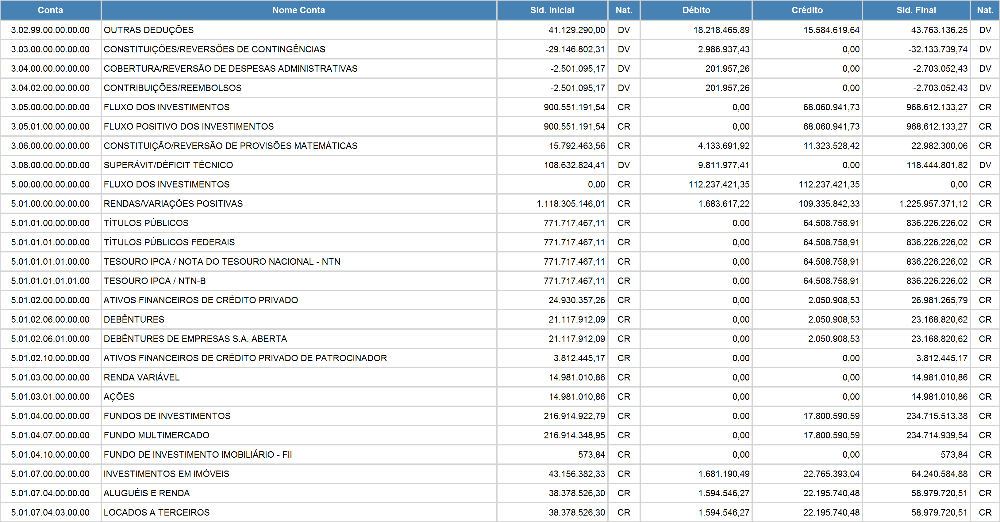 Conta Nome Conta Sld. Inicial Nat. Débito Crédito Sld. Final Nat.
3.02.99.00.00.00.00 OUTRAS DEDUÇÕES -41.129.290,00 DV 18.218.465,89 15.584.619,64 -43.763.136,25 DV
3.03.00.00.00.00.00 CONSTITUIÇÕES/REVERSÕES DE CONTINGÊNCIAS -29.146.802,31 DV 2.986.937,43 0,00 -32.133.739,74 DV
3.04.00.00.00.00.00 COBERTURA/REVERSÃO DE DESPESAS ADMINISTRATIVAS -2.501.095,17 DV 201.957,26 0,00 -2.703.052,43 DV
3.04.02.00.00.00.00 CONTRIBUIÇÕES/REEMBOLSOS -2.501.095,17 DV 201.957,26 0,00 -2.703.052,43 DV
3.05.00.00.00.00.00 FLUXO DOS INVESTIMENTOS 900.551.191,54 CR 0,00 68.060.941,73 968.612.133,27 CR
3.05.01.00.00.00.00 FLUXO POSITIVO DOS INVESTIMENTOS 900.551.191,54 CR 0,00 68.060.941,73 968.612.133,27 CR
3.06.00.00.00.00.00 CONSTITUIÇÃO/REVERSÃO DE PROVISÕES MATEMÁTICAS 15.792.463,56 CR 4.133.691,92 11.323.528,42 22.982.300,06 CR
3.08.00.00.00.00.00 SUPERÁVIT/DÉFICIT TÉCNICO -108.632.824,41 DV 9.811.977,41 0,00 -118.444.801,82 DV
5.00.00.00.00.00.00 FLUXO DOS INVESTIMENTOS 0,00 CR 112.237.421,35 112.237.421,35 0,00 CR
5.01.00.00.00.00.00 RENDAS/VARIAÇÕES POSITIVAS 1.118.305.146,01 CR 1.683.617,22 109.335.842,33 1.225.957.371,12 CR
5.01.01.00.00.00.00 TÍTULOS PÚBLICOS 771.717.467,11 CR 0,00 64.508.758,91 836.226.226,02 CR
5.01.01.01.00.00.00 TÍTULOS PÚBLICOS FEDERAIS 771.717.467,11 CR 0,00 64.508.758,91 836.226.226,02 CR
5.01.01.01.01.00.00 TESOURO IPCA / NOTA DO TESOURO NACIONAL - NTN 771.717.467,11 CR 0,00 64.508.758,91 836.226.226,02 CR
5.01.01.01.01.01.00 TESOURO IPCA / NTN-B 771.717.467,11 CR 0,00 64.508.758,91 836.226.226,02 CR
5.01.02.00.00.00.00 ATIVOS FINANCEIROS DE CRÉDITO PRIVADO 24.930.357,26 CR 0,00 2.050.908,53 26.981.265,79 CR
5.01.02.06.00.00.00 DEBÊNTURES 21.117.912,09 CR 0,00 2.050.908,53 23.168.820,62 CR
5.01.02.06.01.00.00 DEBÊNTURES DE EMPRESAS S.A. ABERTA 21.117.912,09 CR 0,00 2.050.908,53 23.168.820,62 CR
5.01.02.10.00.00.00 ATIVOS FINANCEIROS DE CRÉDITO PRIVADO DE PATROCINADOR 3.812.445,17 CR 0,00 0,00 3.812.445,17 CR
5.01.03.00.00.00.00 RENDA VARIÁVEL 14.981.010,86 CR 0,00 0,00 14.981.010,86 CR
5.01.03.01.00.00.00 AÇÕES 14.981.010,86 CR 0,00 0,00 14.981.010,86 CR
5.01.04.00.00.00.00 FUNDOS DE INVESTIMENTOS 216.914.922,79 CR 0,00 17.800.590,59 234.715.513,38 CR
5.01.04.07.00.00.00 FUNDO MULTIMERCADO 216.914.348,95 CR 0,00 17.800.590,59 234.714.939,54 CR
5.01.04.10.00.00.00 FUNDO DE INVESTIMENTO IMOBILIÁRIO - FII 573,84 CR 0,00 0,00 573,84 CR
5.01.07.00.00.00.00 INVESTIMENTOS EM IMÓVEIS 43.156.382,33 CR 1.681.190,49 22.765.393,04 64.240.584,88 CR
5.01.07.04.00.00.00 ALUGUÉIS E RENDA 38.378.526,30 CR 1.594.546,27 22.195.740,48 58.979.720,51 CR
5.01.07.04.03.00.00 LOCADOS A TERCEIROS 38.378.526,30 CR 1.594.546,27 22.195.740,48 58.979.720,51 CR